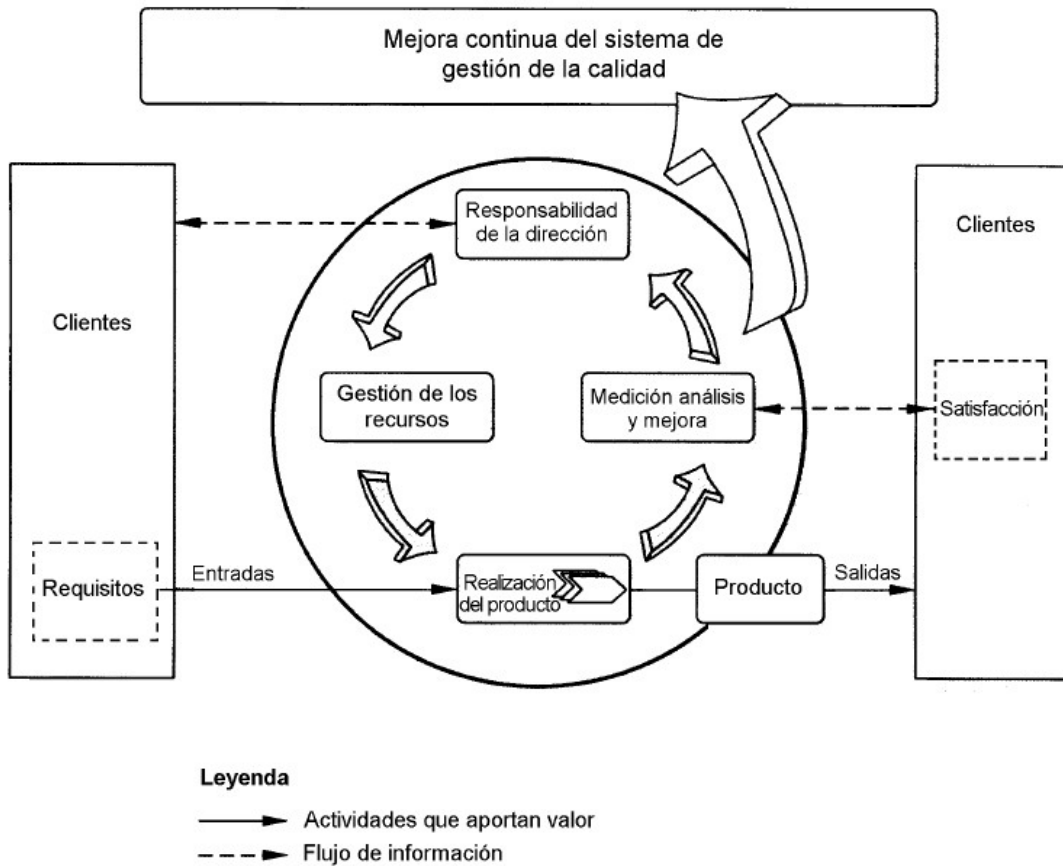 Mejora continua del sistema de
gestión de la calidad
Responsabilidad
de la dirección
Clientes
Clientes
Gestión de los
recursos
Medición análisis
y mejora
Satisfacción
Requisitos
Entradas
Realización
del producto
Producto
Salidas
Leyenda
Actividades que aportan valor
Flujo de información